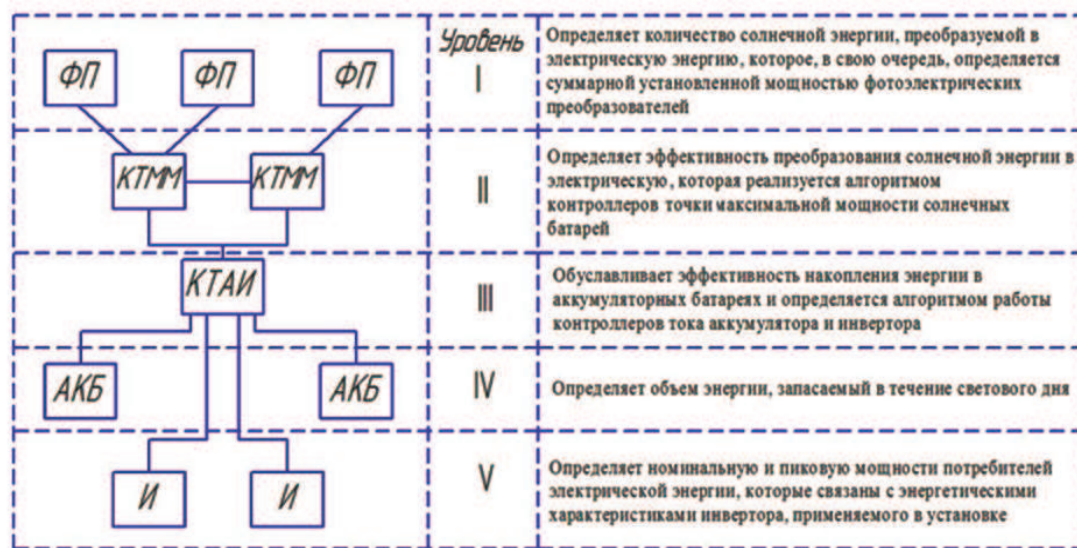 Уровень
ФП ФП ФП
I
Определяет количество солнечной энергии, преобразуемой в
электрическую энергию, которое, в свою очередь, определяется
суммарной установленной мощностью фотоэлектрических
преобразователей
КТММ КТММ
II
Определяет эффективность преобразования солнечной энергии в
электрическую, которая реализуется алгоритмом
контроллеров точки максимальной мощности солнечных
батарей
КТАИ
III
Обуславливает эффективность накопления энергии в
аккумуляторных батареях и определяется алгоритмом работы
контроллеров тока аккумулятора и инвертора
АКБ АКБ
IV
Определяет объем энергии, запасаемый в течение светового дня
И И
V
Определяет номинальную и пиковую мощности потребителей
электрической энергии, которые связаны с энергетическими
характеристиками инвертора, применяемого в установке